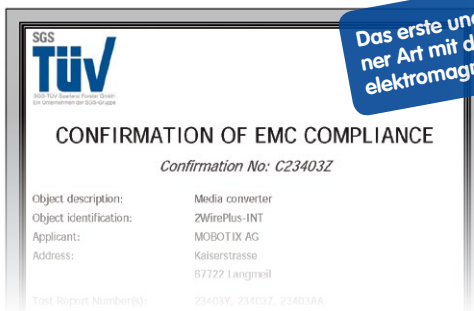 SGS
TÜV
SGS-TÜV Saarland Forster GmbH
Ein Unternehmen der SGS-Gruppe
Das erste und
ner Art mit d
elektromagn
CONFIRMATION OF EMC COMPLIANCE
Confirmation No: C23403Z
Object description: Media converter
Object identification: 2WirePlus-INT
Applicant: MOBOTIX AG
Address: Kaiserstrasse
67722 Langmeil
Test Report Number(s): 23403Y, 23403Z, 23403AA